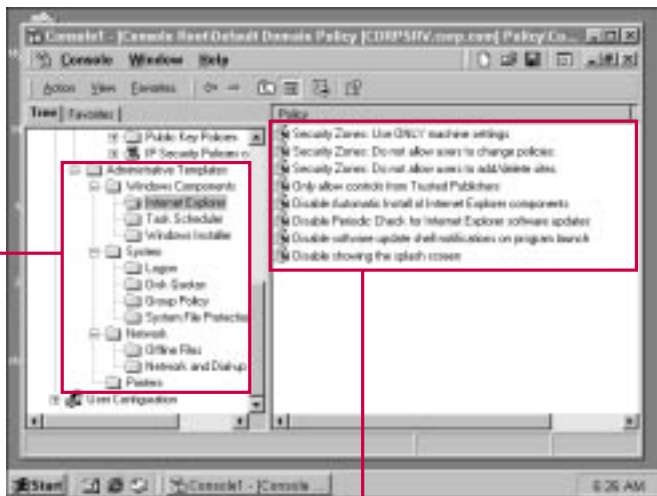 Console1 - [Console Root\Default Domain Policy [CORPSRV.corp.com] Policy\Co...
Console Window Help
Action View Favorites
Tree Favorites
Policy
Public Key Policies
IP Security Policies o
Administrative Templates
Windows Components
Internet Explorer
Task Scheduler
Windows Installer
System
Logon
Disk Quotas
Group Policy
System File Protectio
Network
Offline Files
Network and Dial-up
Printers
User Configuration
Security Zones: Use ONLY machine settings
Security Zones: Do not allow users to change policies
Security Zones: Do not allow users to add/delete sites
Only allow controls from Trusted Publishers
Disable Automatic Install of Internet Explorer components
Disable Periodic Check for Internet Explorer software updates
Disable software update shell notifications on program launch
Disable showing the splash screen
Start
Console1 - [Console ...
6:26 AM